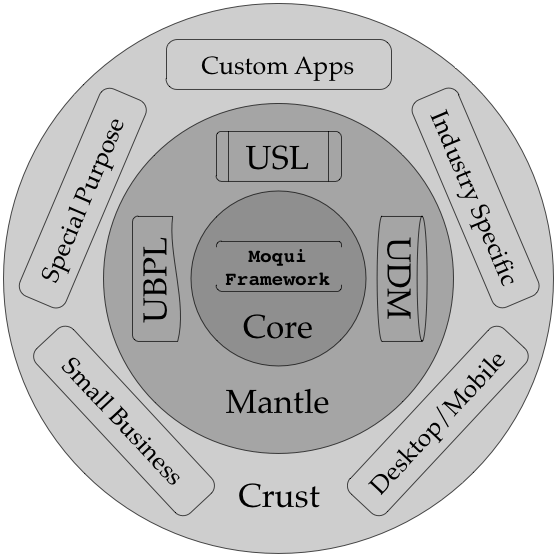 Custom Apps
Special Purpose
Industry Specific
USL
UBPL
UDM
Moqui
Framework
Core
Mantle
Small Business
Desktop/Mobile
Crust